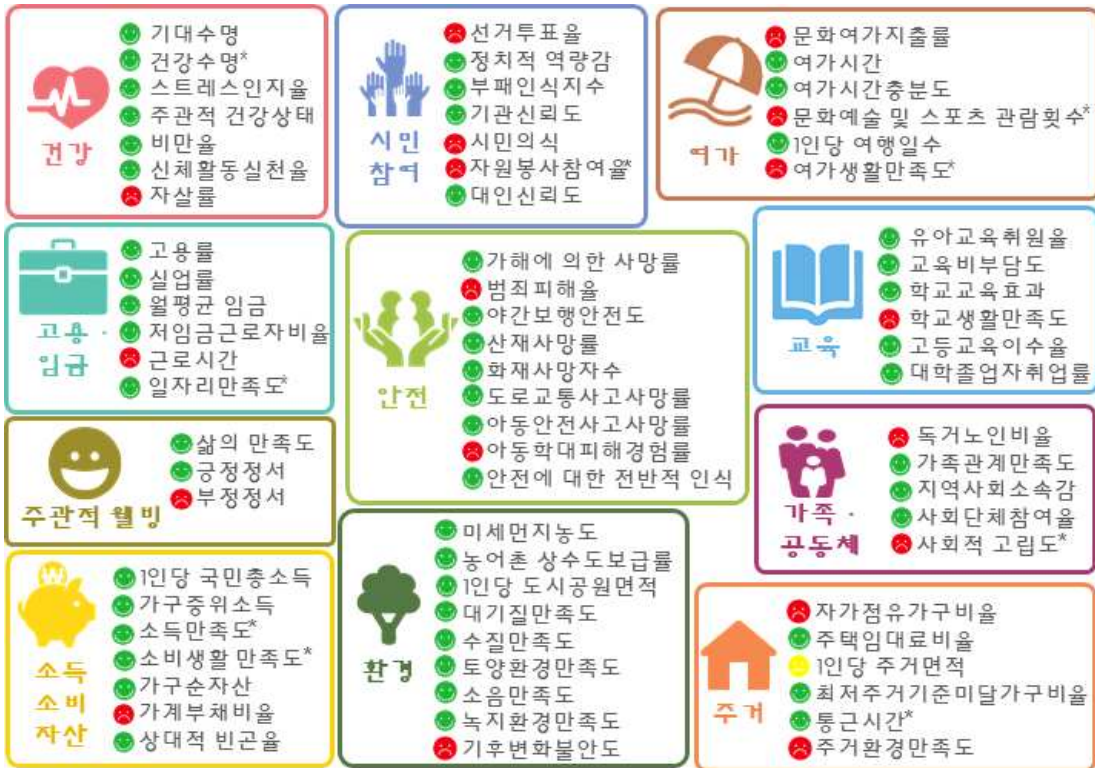 기대수명
건강수명*
스트레스인지율
주관적 건강상태
비만율
신체활동실천율
자살률
건강
선거투표율
정치적 역량감
부패인식지수
기관신뢰도
시민의식
자원봉사참여율*
대인신뢰도
시민
참여
문화여가지출률
여가시간
여가시간충분도
문화예술 및 스포츠 관람횟수*
1인당 여행일수
여가생활만족도*
여가
고용률
실업률
월평균 임금
저임금근로자비율
근로시간
일자리만족도*
고용·
임금
가해에 의한 사망률
범죄피해율
야간보행안전도
산재사망률
화재사망자수
도로교통사고사망률
아동안전사고사망률
아동학대피해경험률
안전에 대한 전반적 인식
안전
유아교육취원율
교육비부담도
학교교육효과
학교생활만족도
고등교육이수율
대학졸업자취업률
교육
삶의 만족도
긍정정서
부정정서
주관적 웰빙
독거노인비율
가족관계만족도
지역사회소속감
사회단체참여율
사회적 고립도*
가족·
공동체
₩
1인당 국민총소득
가구중위소득
소득만족도*
소비생활 만족도*
가구순자산
가계부채비율
상대적 빈곤율
소득
소비
자산
미세먼지농도
농어촌 상수도보급률
1인당 도시공원면적
대기질만족도
수질만족도
토양환경만족도
소음만족도
녹지환경만족도
기후변화불안도
환경
자가점유가구비율
주택임대료비율
1인당 주거면적
최저주거기준미달가구비율
통근시간*
주거환경만족도
주거